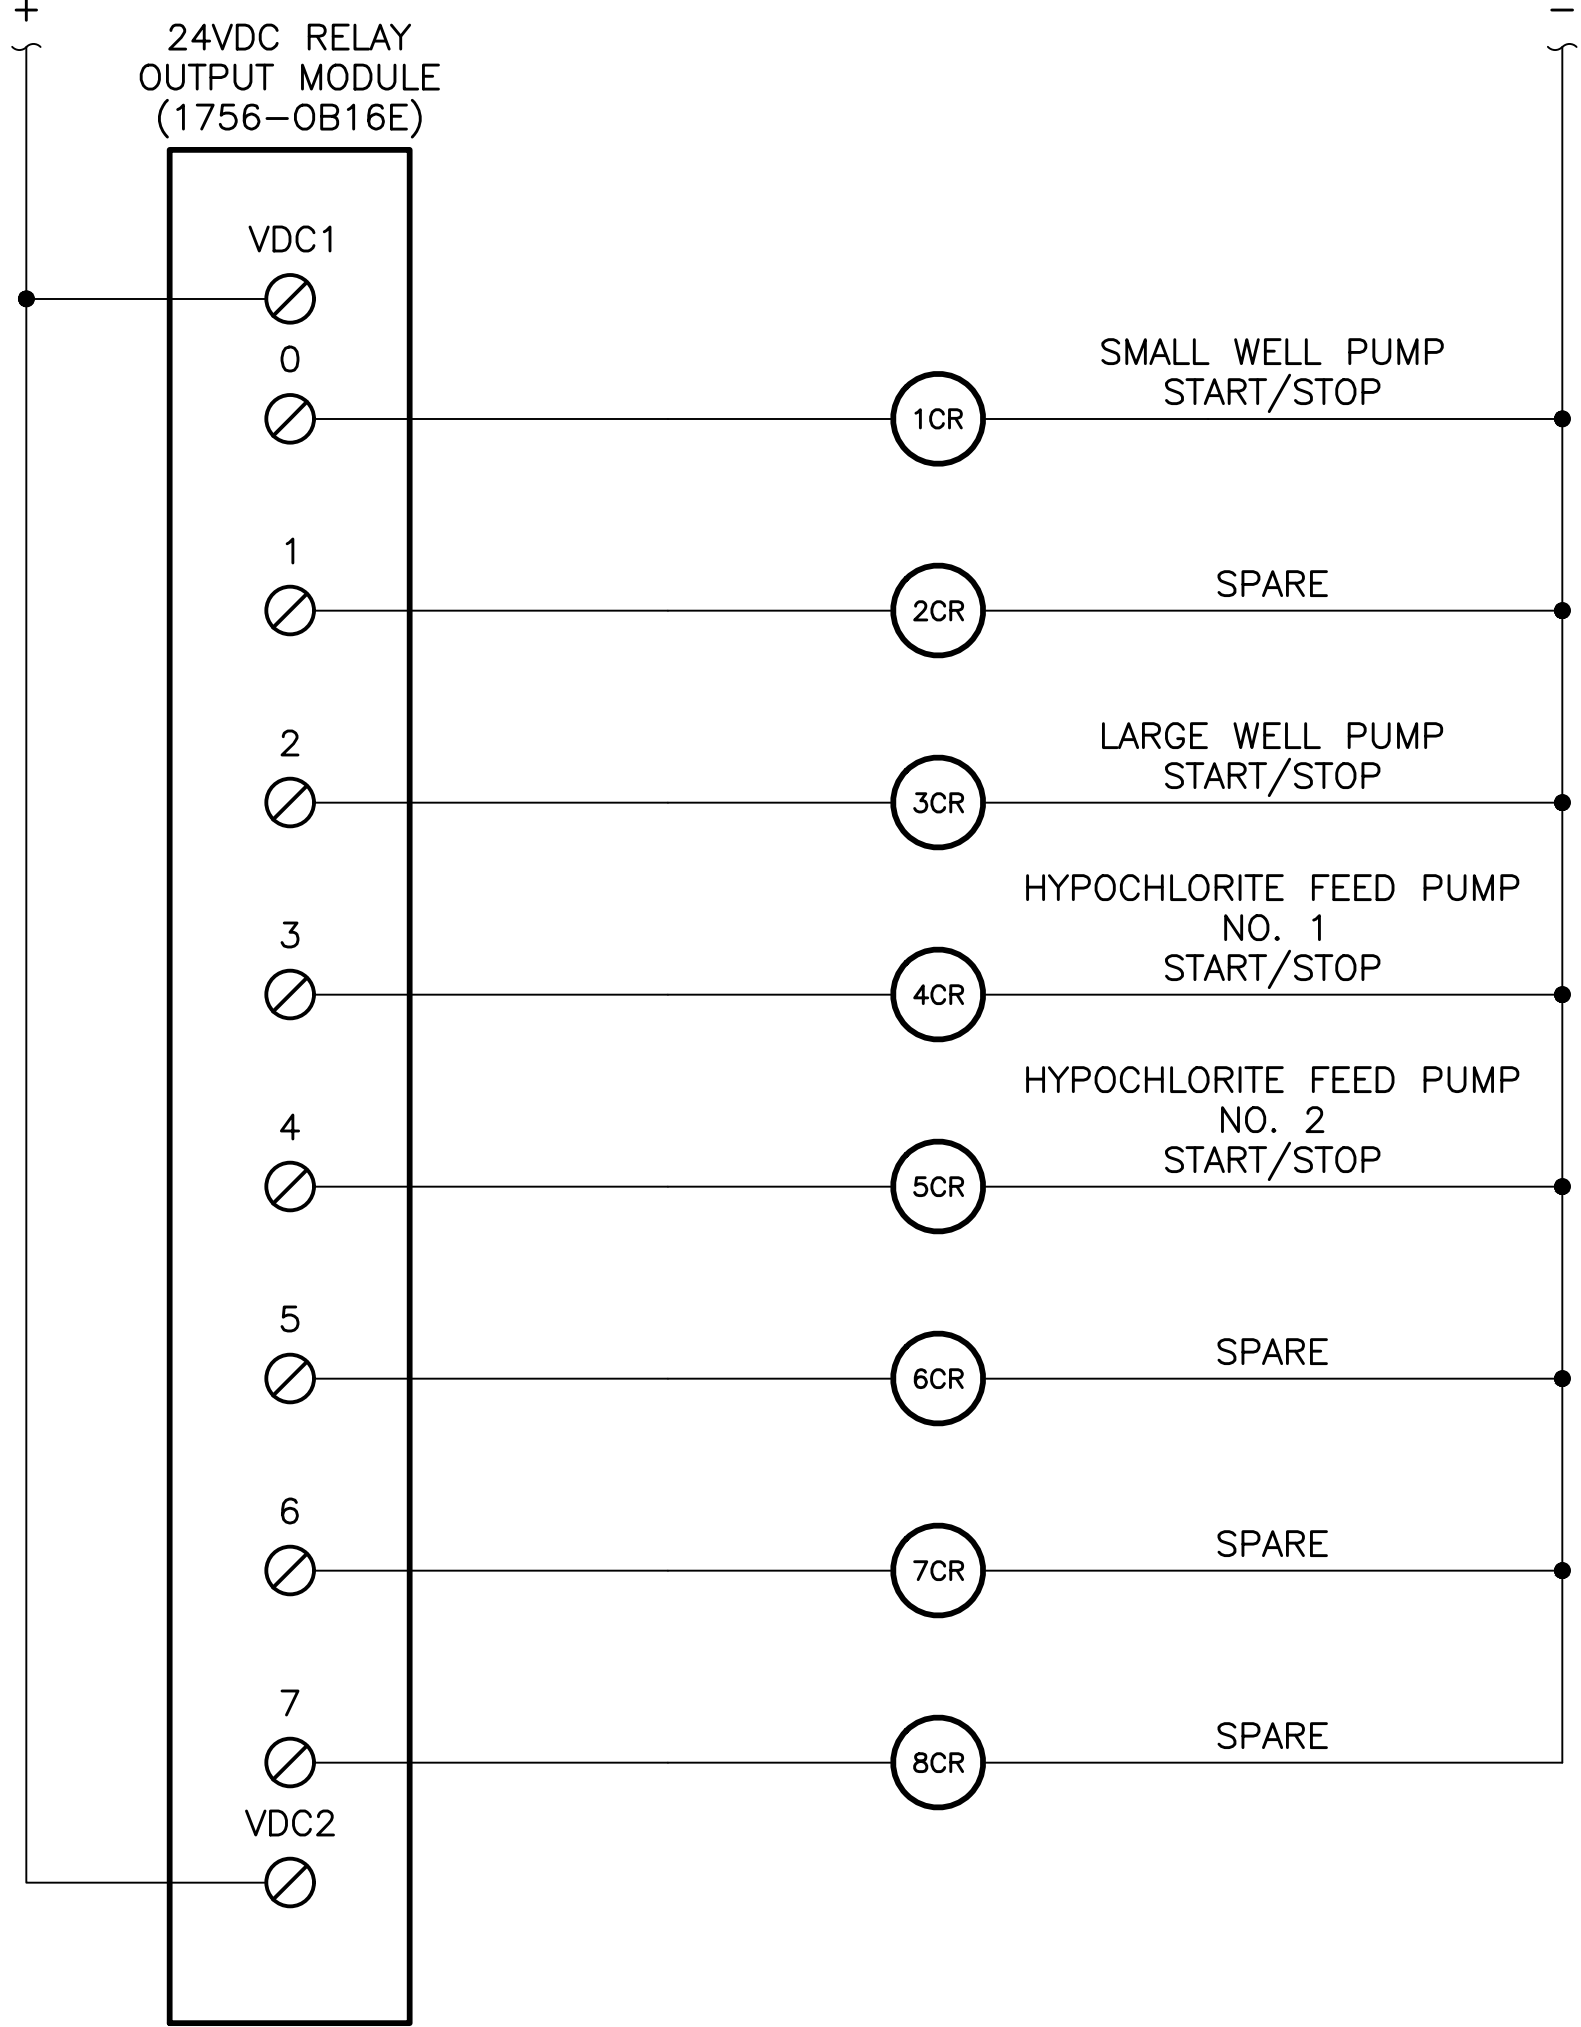 +
−
24VDC RELAY
OUTPUT MODULE
(1756-OB16E)
VDC1
0
1CR
SMALL WELL PUMP
START/STOP
1
2CR
SPARE
2
3CR
LARGE WELL PUMP
START/STOP
3
4CR
HYPOCHLORITE FEED PUMP
NO. 1
START/STOP
4
5CR
HYPOCHLORITE FEED PUMP
NO. 2
START/STOP
5
6CR
SPARE
6
7CR
SPARE
7
8CR
SPARE
VDC2